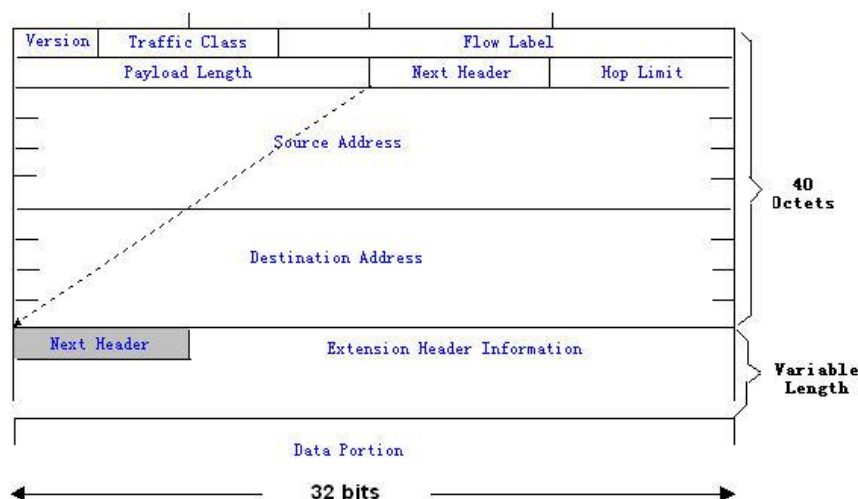 Version Traffic Class Flow Label
Payload Length Next Header Hop Limit
Source Address
40
Octets
Destination Address
Next Header Extension Header Information
Variable
Length
Data Portion
32 bits